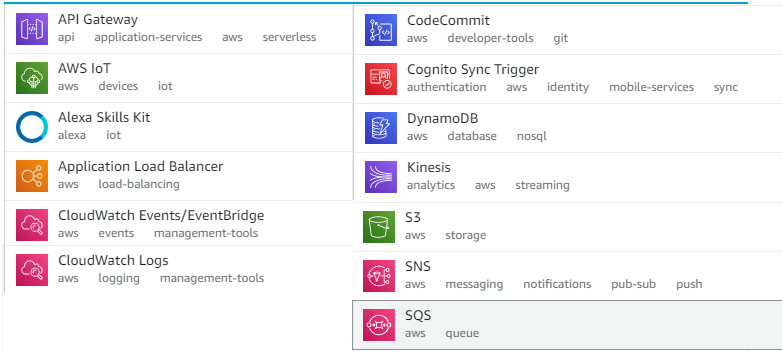 API Gateway
api application-services aws serverless
AWS IoT
aws devices iot
Alexa Skills Kit
alexa iot
Application Load Balancer
aws load-balancing
CloudWatch Events/EventBridge
aws events management-tools
CloudWatch Logs
aws logging management-tools
CodeCommit
aws developer-tools git
Cognito Sync Trigger
authentication aws identity mobile-services sync
DynamoDB
aws database nosql
Kinesis
analytics aws streaming
S3
aws storage
SNS
aws messaging notifications pub-sub push
SQS
aws queue